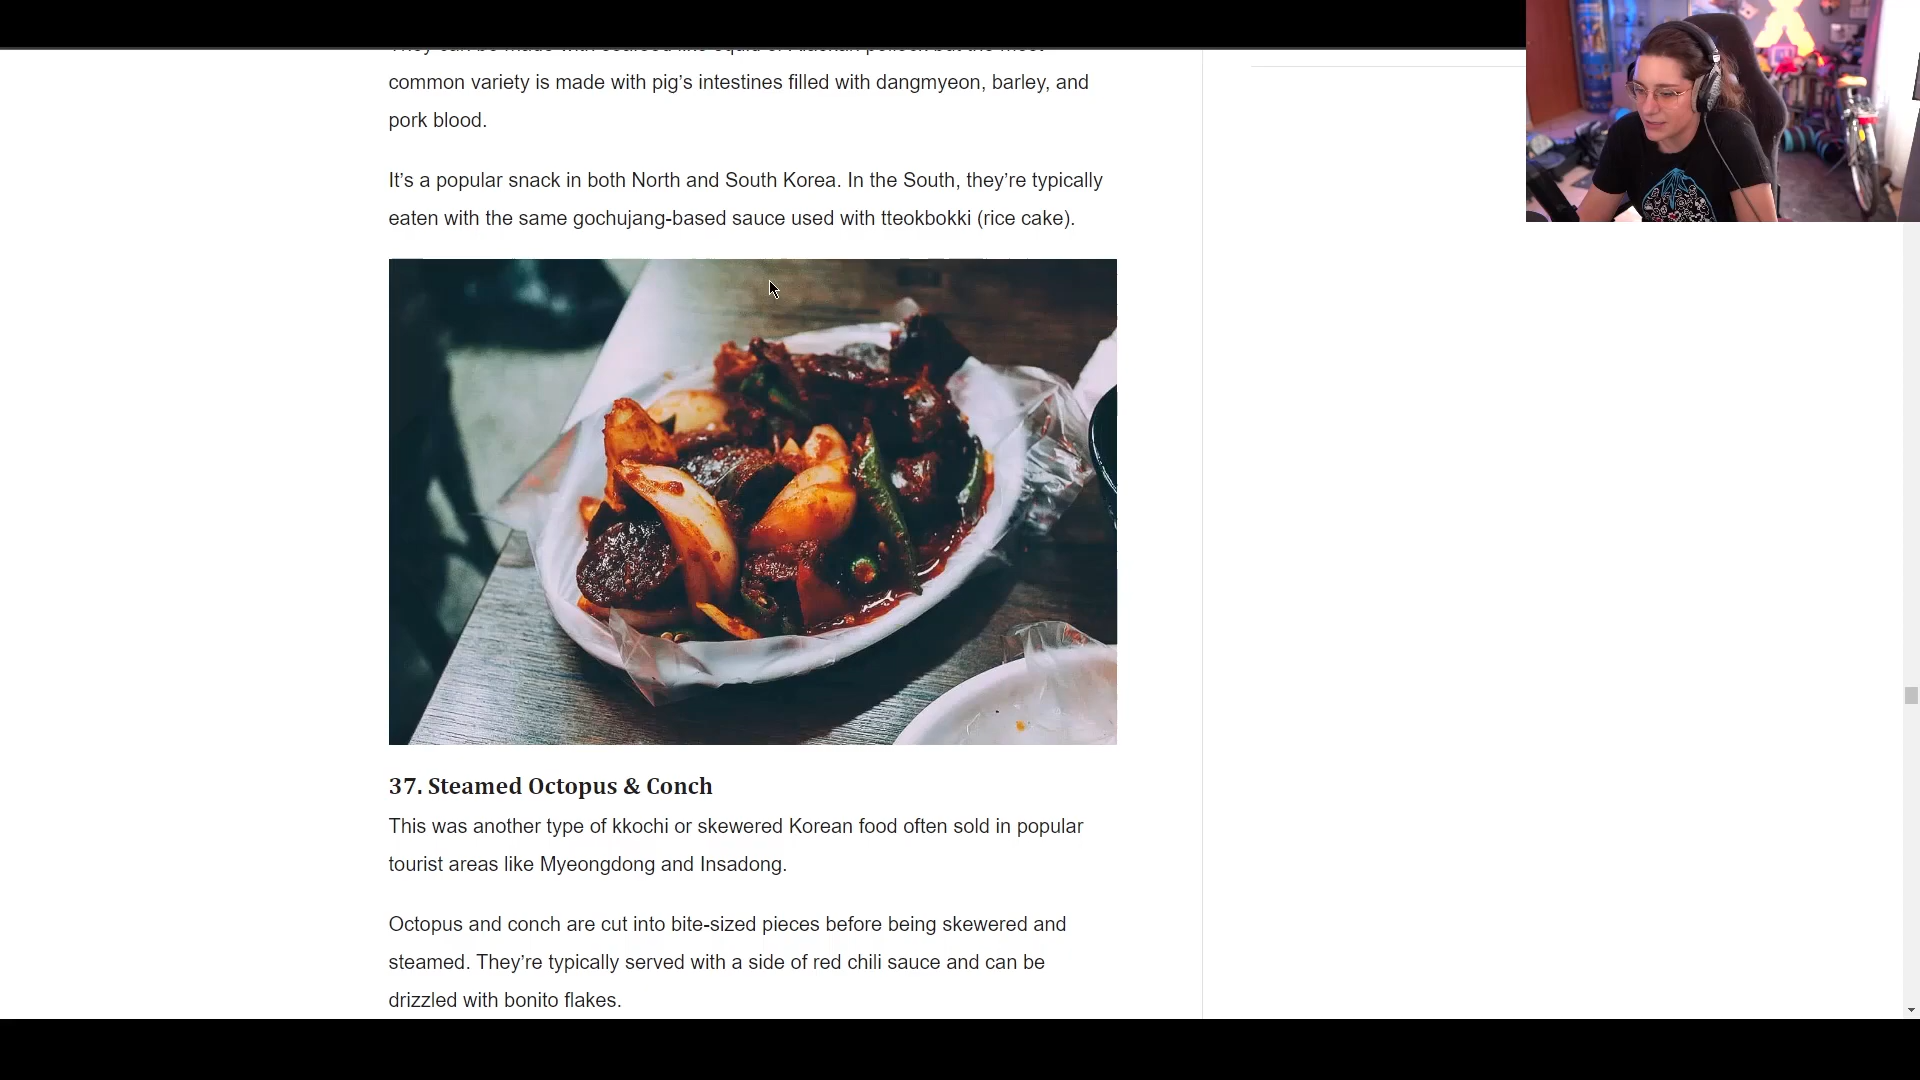 common variety is made with pig’s intestines filled with dangmyeon, barley, and
pork blood.
It’s a popular snack in both North and South Korea. In the South, they’re typically
eaten with the same gochujang-based sauce used with tteokbokki (rice cake).
37. Steamed Octopus & Conch
This was another type of kkochi or skewered Korean food often sold in popular
tourist areas like Myeongdong and Insadong.
Octopus and conch are cut into bite-sized pieces before being skewered and
steamed. They’re typically served with a side of red chili sauce and can be
drizzled with bonito flakes.